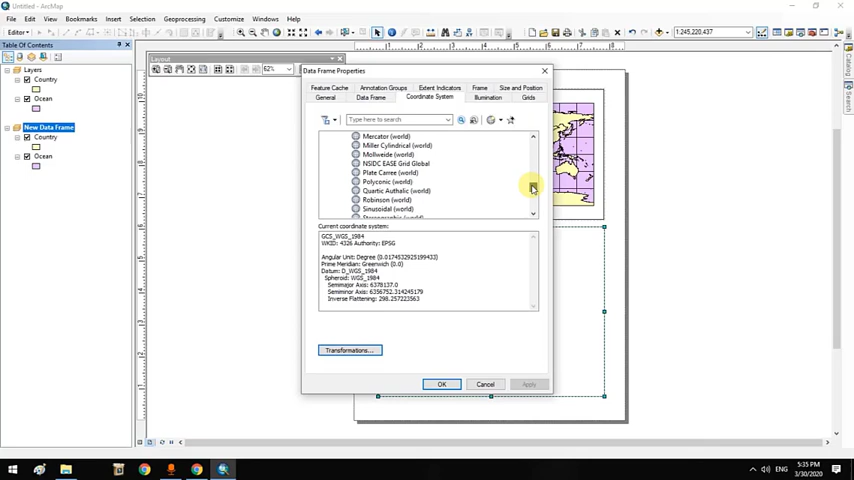 Untitled - ArcMap
File Edit View Bookmarks Insert Selection Geoprocessing Customize Windows Help
Editor
1:245,220,437
Table Of Contents
Layers
Country
Ocean
New Data Frame
Country
Ocean
Layout
62%
Data Frame Properties
Feature Cache Annotation Groups Extent Indicators Frame Size and Position
General Data Frame Coordinate System Illumination Grids
Type here to search
Mercator (world)
Miller Cylindrical (world)
Mollweide (world)
NSIDC EASE Grid Global
Plate Carree (world)
Polyconic (world)
Quartic Authalic (world)
Robinson (world)
Sinusoidal (world)
Stereographic (world)
Current coordinate system:
GCS_WGS_1984
WKID: 4326 Authority: EPSG
Angular Unit: Degree (0.0174532925199433)
Prime Meridian: Greenwich (0.0)
Datum: D_WGS_1984
Spheroid: WGS_1984
Semimajor Axis: 6378137.0
Semiminor Axis: 6356752.314245179
Inverse Flattening: 298.257223563
Transformations...
OK Cancel Apply
Catalog
Search
ENG
5:35 PM
3/30/2020